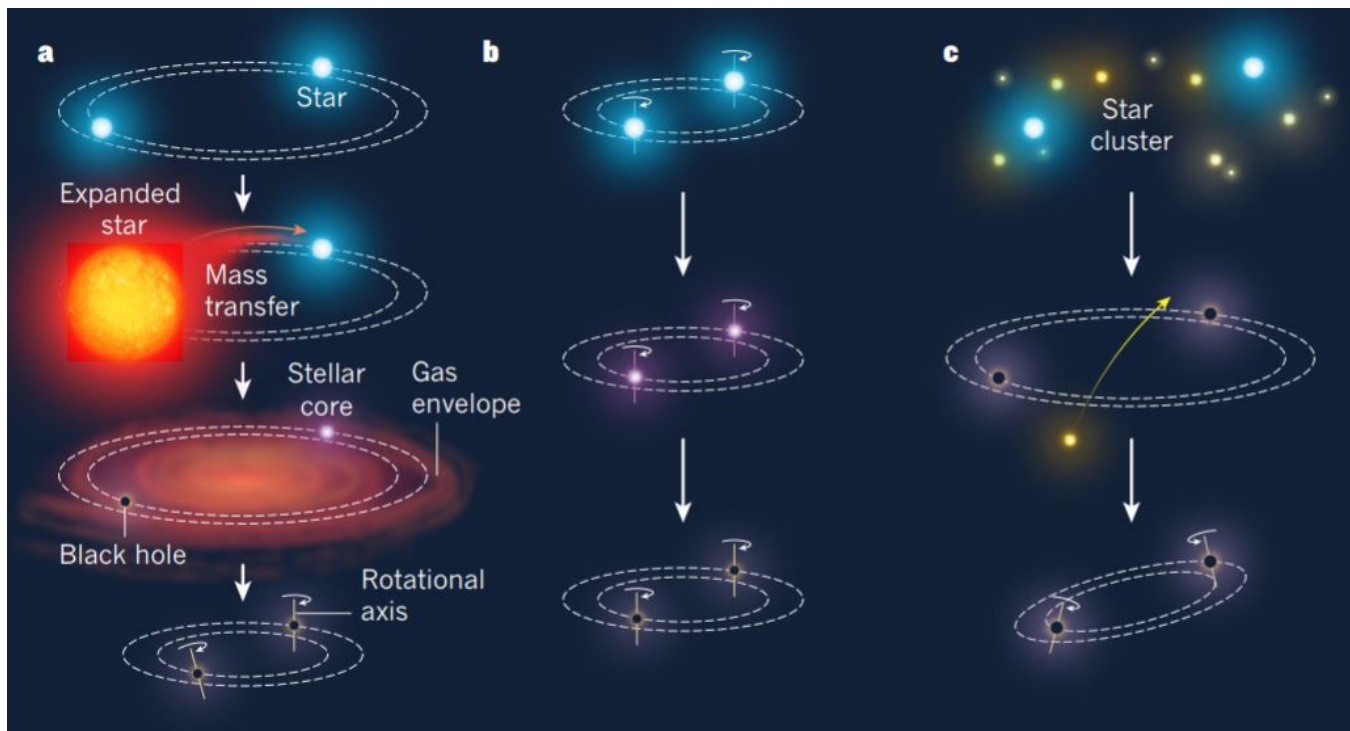 a
Star
Expanded
star
Mass
transfer
Stellar
core
Gas
envelope
Black hole
Rotational
axis
b
c
Star
cluster